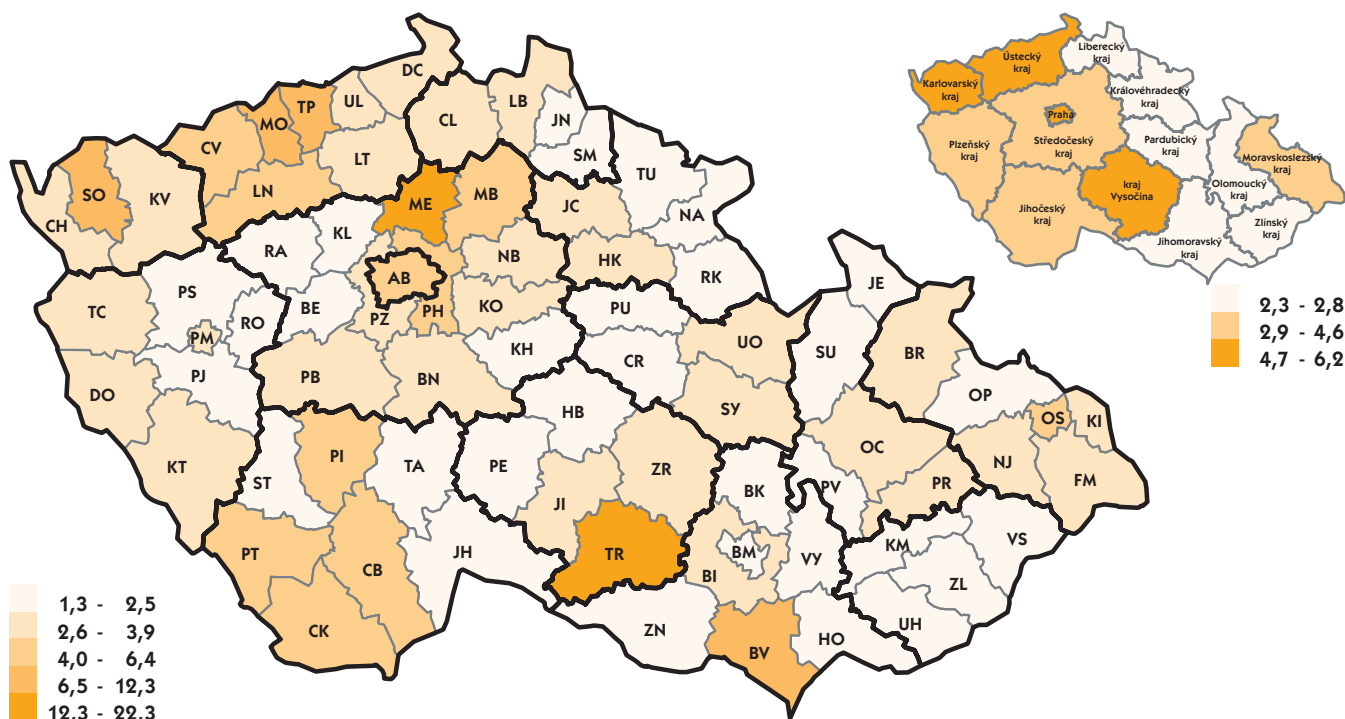 DC
UL
TP
MO
CV
LT
LN
CL
LB
JN
SM
TU
SO
KV
CH
ME
MB
JC
NA
RA
KL
NB
HK
RK
AB
BE
PZ
PH
KO
PU
TC
PS
RO
PM
PJ
DO
PB
BN
KH
CR
UO
SU
JE
BR
KT
ST
PI
TA
PE
HB
SY
OP
OS
KI
OC
NJ
FM
JI
ZR
BK
PV
PR
PT
CB
JH
TR
BM
BI
VY
KM
VS
ZL
CK
ZN
BV
HO
UH
Liberecký
kraj
Ústecký
kraj
Karlovarský
kraj
Královéhradecký
kraj
Praha
Plzeňský
kraj
Středočeský
kraj
Pardubický
kraj
Moravskoslezský
kraj
kraj
Vysočina
Olomoucký
kraj
Jihočeský
kraj
Zlínský
kraj
Jihomoravský
kraj
2,3 - 2,8
2,9 - 4,6
4,7 - 6,2
1,3 - 2,5
2,6 - 3,9
4,0 - 6,4
6,5 - 12,3
12,3 - 22,3